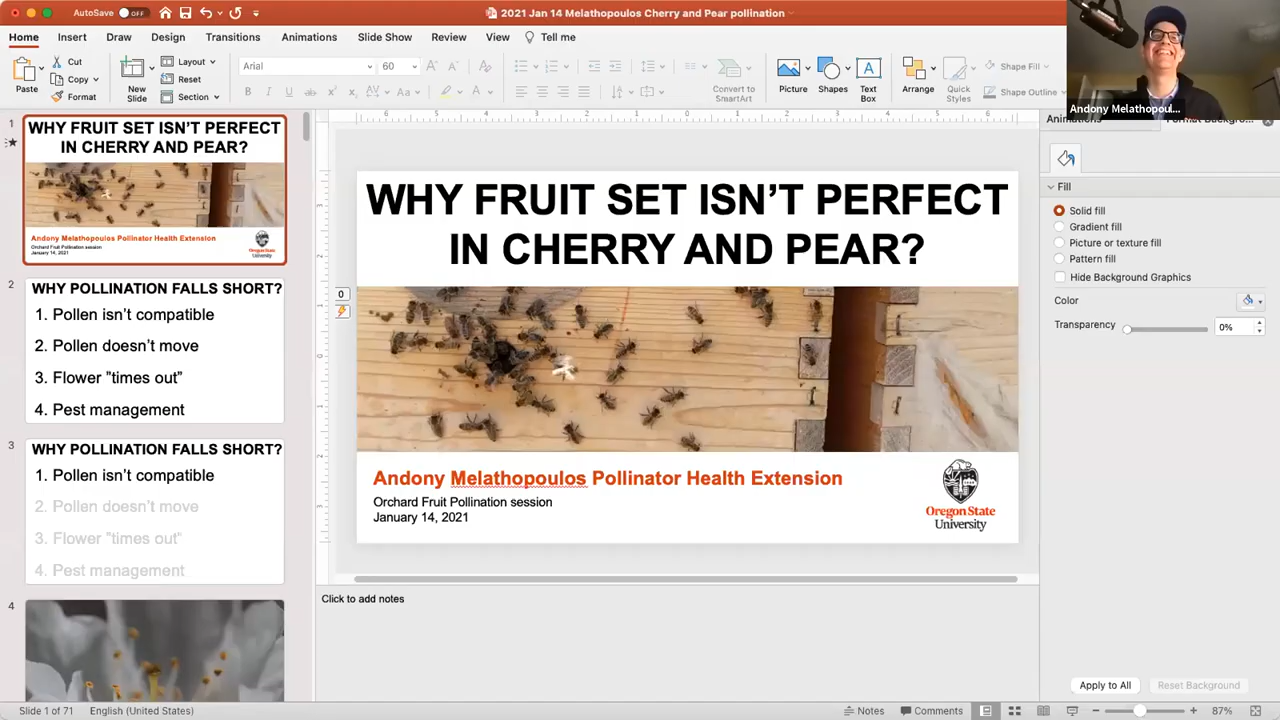 AutoSave OFF
2021 Jan 14 Melathopoulos Cherry and Pear pollination
Home Insert Draw Design Transitions Animations Slide Show Review View Tell me
Paste
Cut
Copy
Format
New Slide
Layout
Reset
Section
Arial 60
Convert to SmartArt
Picture
Shapes
Text Box
Arrange
Quick Styles
Shape Fill
Shape Outline
Andony Melathopoul...
1
WHY FRUIT SET ISN’T PERFECT
IN CHERRY AND PEAR?
Andony Melathopoulos Pollinator Health Extension
Orchard Fruit Pollination session
January 14, 2021
Oregon State
University
2
WHY POLLINATION FALLS SHORT?
1. Pollen isn’t compatible
2. Pollen doesn’t move
3. Flower ”times out”
4. Pest management
3
WHY POLLINATION FALLS SHORT?
1. Pollen isn’t compatible
2. Pollen doesn’t move
3. Flower ”times out”
4. Pest management
4
WHY FRUIT SET ISN’T PERFECT
IN CHERRY AND PEAR?
0
Andony Melathopoulos Pollinator Health Extension
Orchard Fruit Pollination session
January 14, 2021
Oregon State
University
Click to add notes
Fill
Solid fill
Gradient fill
Picture or texture fill
Pattern fill
Hide Background Graphics
Color
Transparency 0%
Apply to All Reset Background
Slide 1 of 71 English (United States)
Notes Comments 87%